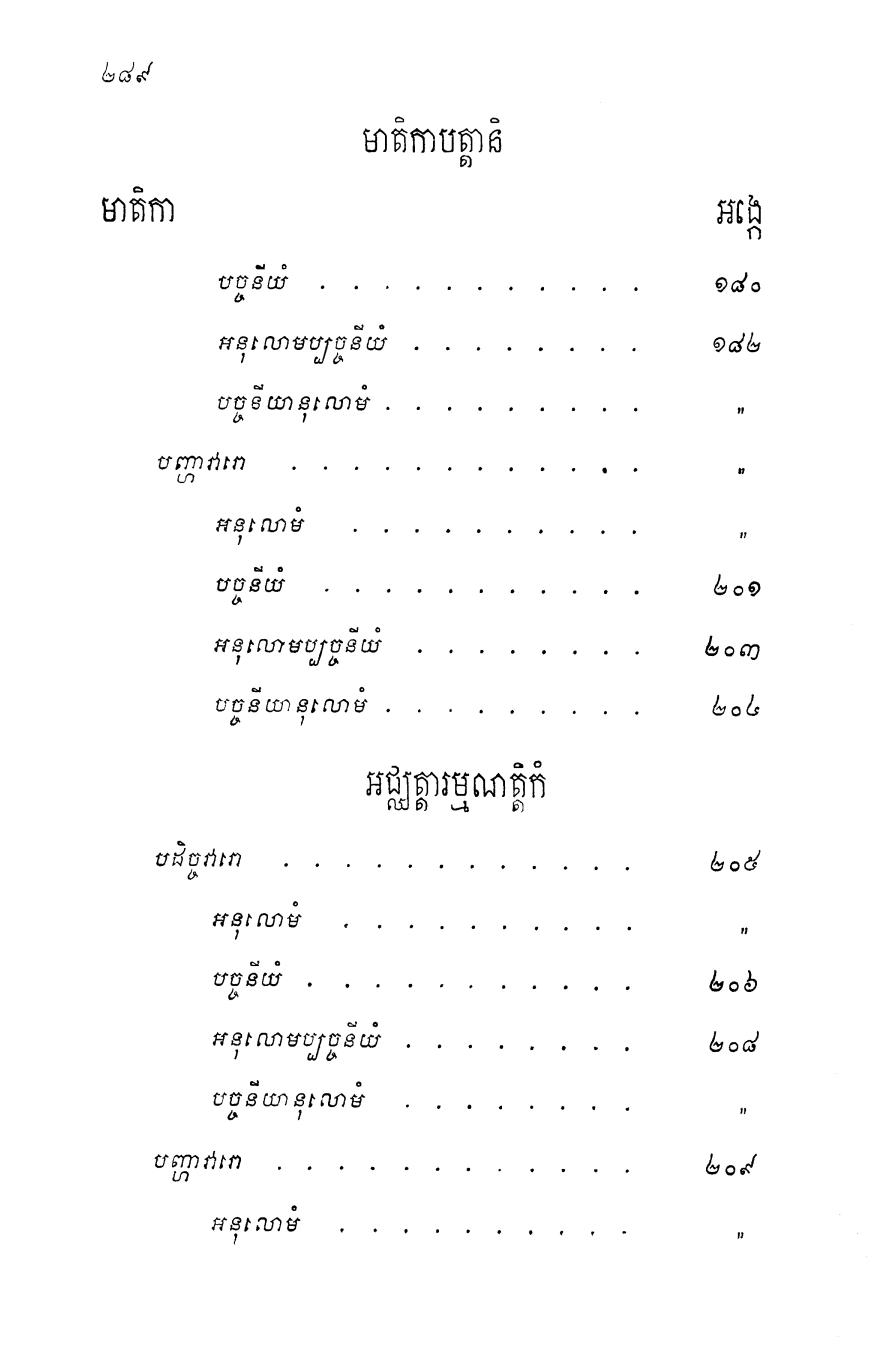 ២៨៩
មាតិកាបត្តានិ
មាតិកា អង្កេ
បច្ចនីយំ . . . . . . . . . . . ១៨០
អនុលោមប្បច្ចនីយំ . . . . . . . . ១៨២
បច្ចនីយានុលោមំ . . . . . . . . . "
បញ្ហាវារោ . . . . . . . . . . . . "
អនុលោមំ . . . . . . . . . . "
បច្ចនីយំ . . . . . . . . . . . ២០១
អនុលោមប្បច្ចនីយំ . . . . . . . . ២០៣
បច្ចនីយានុលោមំ . . . . . . . . . ២០៤
អជ្ឈត្តារម្មណត្តិកំ
បដិច្ចវារោ . . . . . . . . . . . . ២០៥
អនុលោមំ . . . . . . . . . . "
បច្ចនីយំ . . . . . . . . . . . ២០៦
អនុលោមប្បច្ចនីយំ . . . . . . . . ២០៨
បច្ចនីយានុលោមំ . . . . . . . . "
បញ្ហាវារោ . . . . . . . . . . . . ២០៩
អនុលោមំ . . . . . . . . . . "